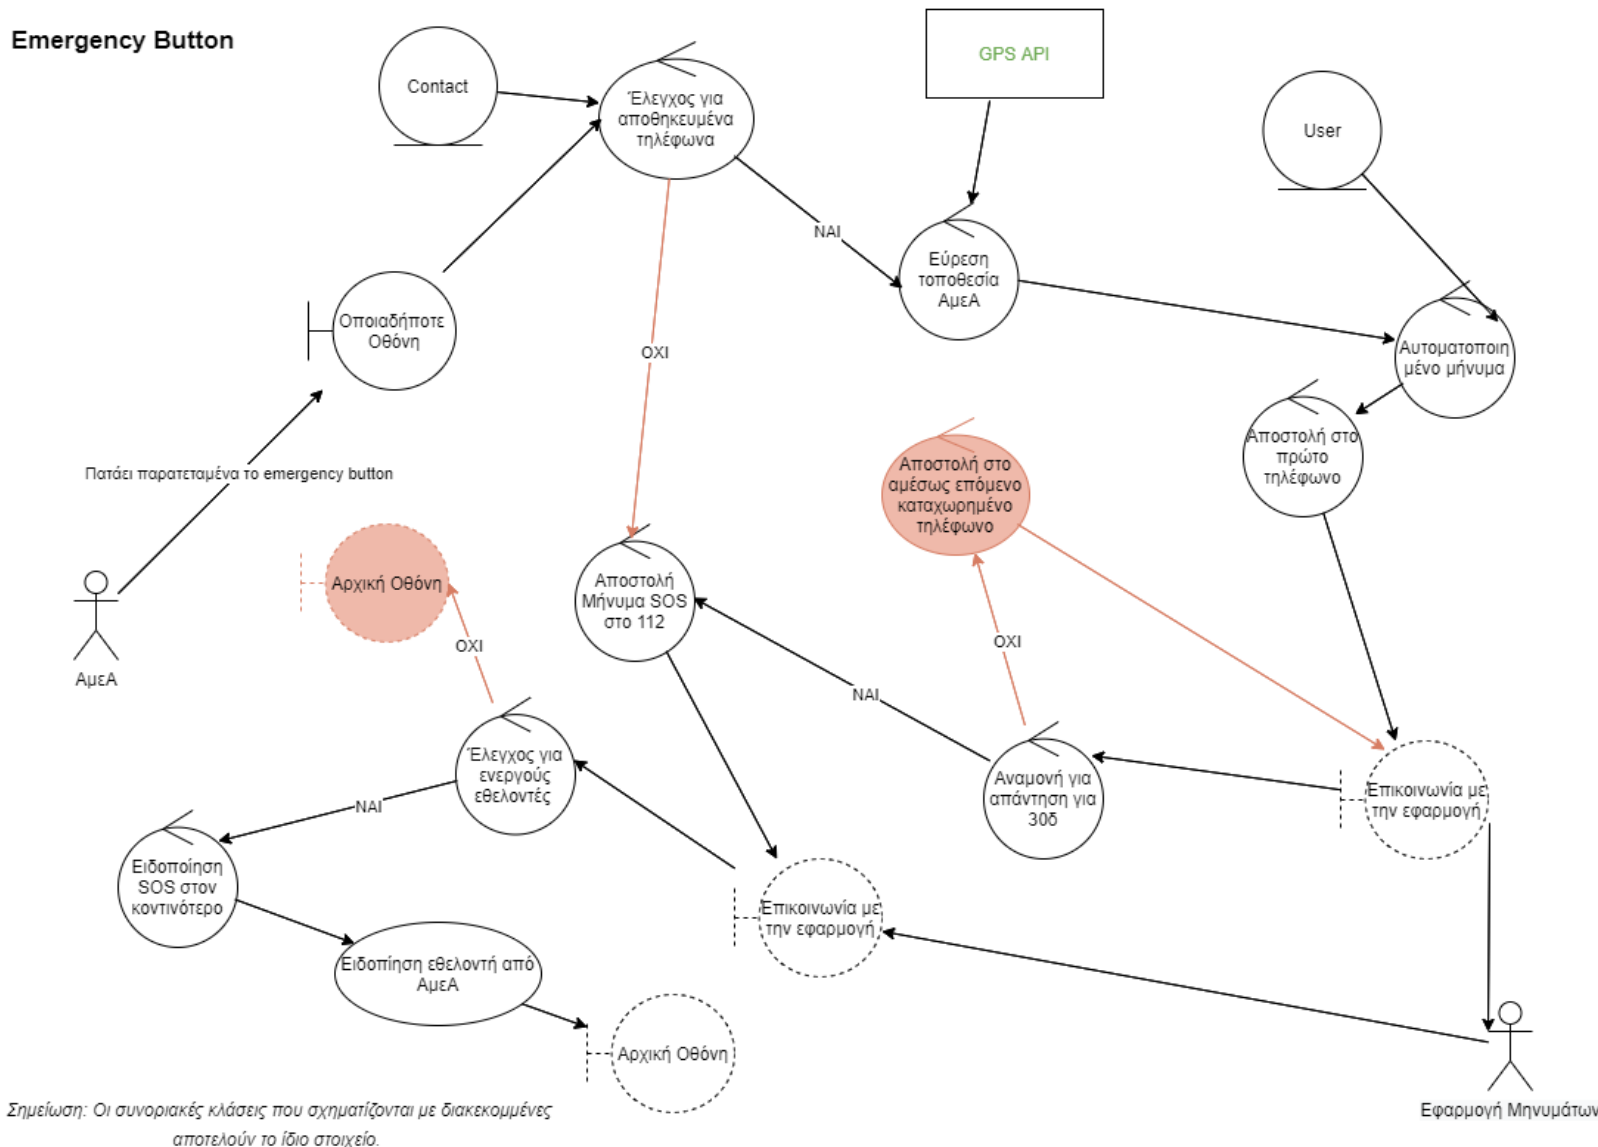 Emergency Button
Contact
Έλεγχος για
αποθηκευμένα
τηλέφωνα
GPS API
User
ΝΑΙ
Εύρεση
τοποθεσία
ΑμεΑ
Οποιαδήποτε
Οθόνη
ΟΧΙ
Αυτοματοποιη
μένο μήνυμα
Αποστολή στο
πρώτο
τηλέφωνο
Πατάει παρατεταμένα το emergency button
Αποστολή στο
αμέσως επόμενο
καταχωρημένο
τηλέφωνο
Αρχική Οθόνη
Αποστολή
Μήνυμα SOS
στο 112
ΟΧΙ
ΟΧΙ
ΑμεΑ
ΝΑΙ
Έλεγχος για
ενεργούς
εθελοντές
Αναμονή για
απάντηση για
30δ
Επικοινωνία με
την εφαρμογή
ΝΑΙ
Ειδοποίηση
SOS στον
κοντινότερο
Επικοινωνία με
την εφαρμογή
Ειδοπίηση εθελοντή από
ΑμεΑ
Αρχική Οθόνη
Εφαρμογή Μηνυμάτων
Σημείωση: Οι συνοριακές κλάσεις που σχηματίζονται με διακεκομμένες
αποτελούν το ίδιο στοιχείο.